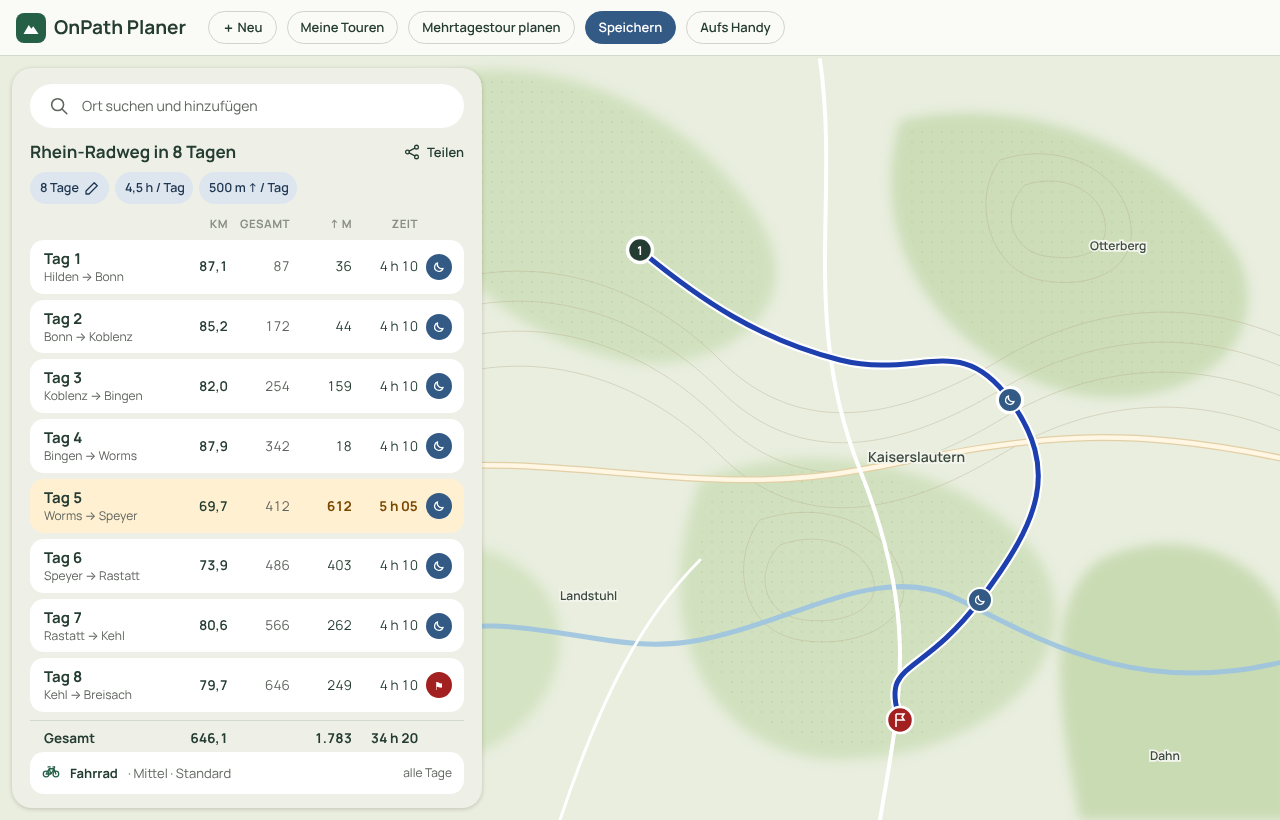 OnPath Planer
+ Neu
Meine Touren
Mehrtagestour planen
Speichern
Aufs Handy
Ort suchen und hinzufügen
Rhein-Radweg in 8 Tagen
Teilen
8 Tage
4,5 h / Tag
500 m ↑ / Tag
KM GESAMT ↑ M ZEIT
Tag 1 87,1 87 36 4 h 10
Hilden → Bonn
Tag 2 85,2 172 44 4 h 10
Bonn → Koblenz
Tag 3 82,0 254 159 4 h 10
Koblenz → Bingen
Tag 4 87,9 342 18 4 h 10
Bingen → Worms
Tag 5 69,7 412 612 5 h 05
Worms → Speyer
Tag 6 73,9 486 403 4 h 10
Speyer → Rastatt
Tag 7 80,6 566 262 4 h 10
Rastatt → Kehl
Tag 8 79,7 646 249 4 h 10
Kehl → Breisach
Gesamt 646,1 1.783 34 h 20
Fahrrad · Mittel · Standard alle Tage
1
Otterberg
Kaiserslautern
Landstuhl
Dahn